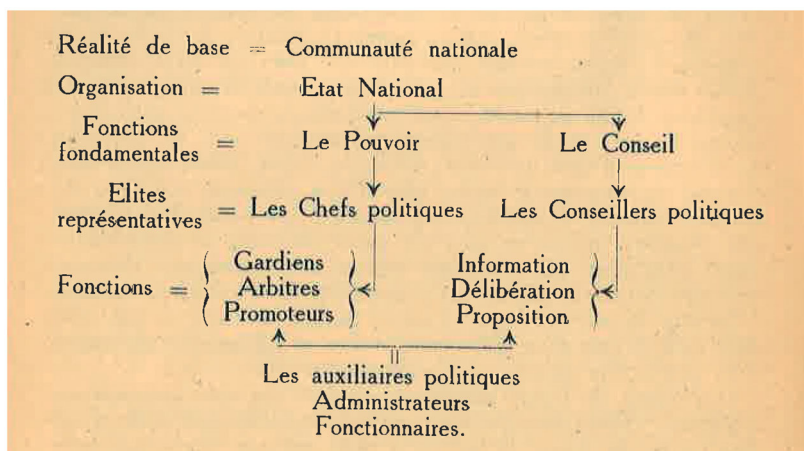 Réalité de base = Communauté nationale
Organisation = Etat National
Fonctions fondamentales = Le Pouvoir Le Conseil
Elites représentatives = Les Chefs politiques Les Conseillers politiques
Fonctions = { Gardiens Arbitres Promoteurs } Information Délibération Proposition }
Les auxiliaires politiques
Administrateurs
Fonctionnaires.